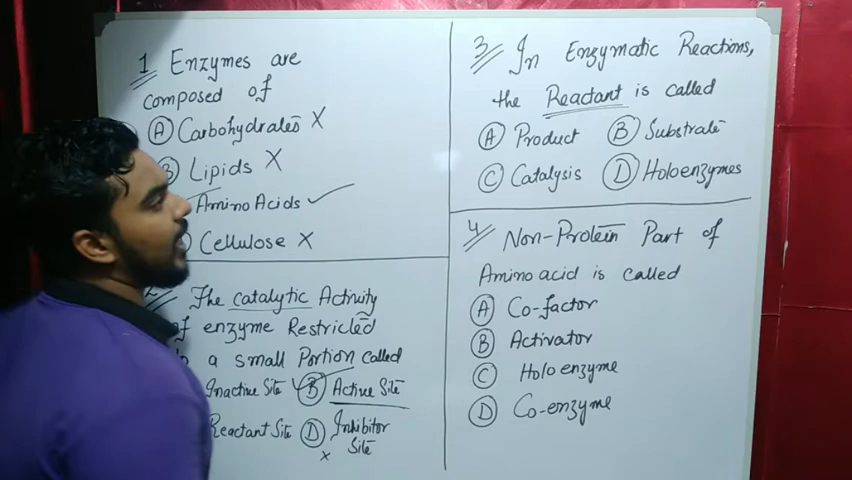 1 Enzymes are
composed of
Ⓐ Carbohydrates X
B Lipids X
Amino Acids ✓
Cellulose X
2 The catalytic Activity
of enzyme Restricted
a small Portion called
Inactive Site ✓ Ⓑ Active Site
Reactant Site Ⓓ Inhibitor
Site
x
3 In Enzymatic Reactions,
the Reactant is called
Ⓐ Product Ⓑ Substrate
Ⓒ Catalysis Ⓓ Holoenzymes
4 Non-Protein Part of
Amino acid is called
Ⓐ Co-factor
Ⓑ Activator
Ⓒ Holoenzyme
Ⓓ Co-enzyme